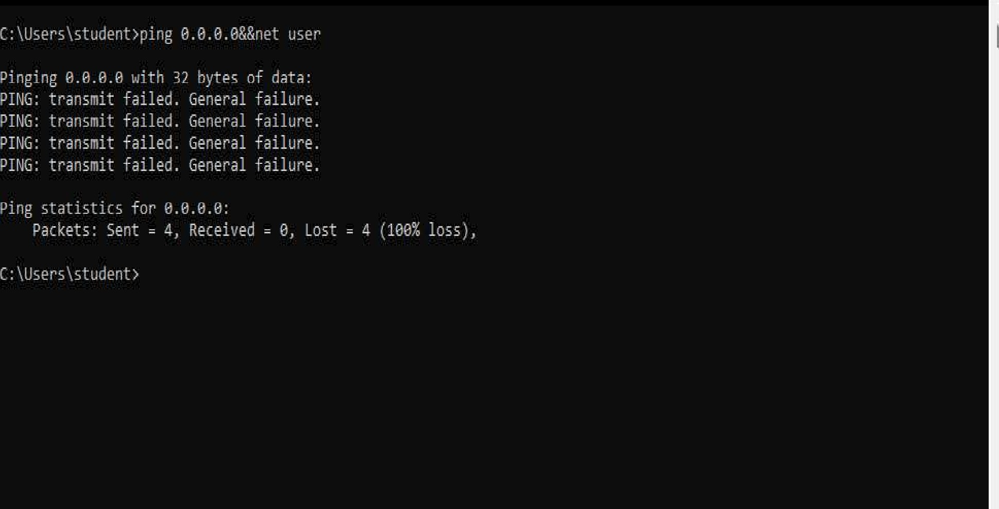 C:\Users\student>ping 0.0.0.0&&net user
Pinging 0.0.0.0 with 32 bytes of data:
PING: transmit failed. General failure.
PING: transmit failed. General failure.
PING: transmit failed. General failure.
PING: transmit failed. General failure.
Ping statistics for 0.0.0.0:
    Packets: Sent = 4, Received = 0, Lost = 4 (100% loss),
C:\Users\student>